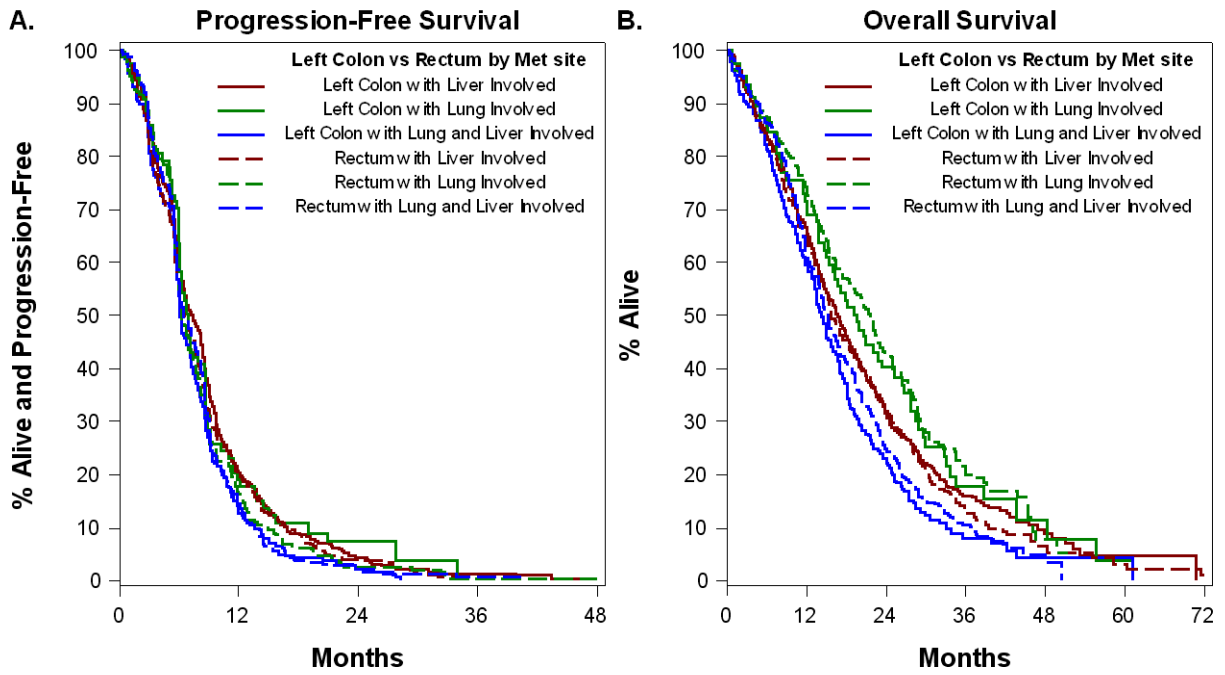 A.
Progression-Free Survival
% Alive and Progression-Free
100
90
80
70
60
50
40
30
20
10
0
Left Colon vs Rectum by Met site
Left Colon with Liver Involved
Left Colon with Lung Involved
Left Colon with Lung and Liver Involved
Rectum with Liver Involved
Rectum with Lung Involved
Rectum with Lung and Liver Involved
0 12 24 36 48
Months
B.
Overall Survival
% Alive
100
90
80
70
60
50
40
30
20
10
0
Left Colon vs Rectum by Met site
Left Colon with Liver Involved
Left Colon with Lung Involved
Left Colon with Lung and Liver Involved
Rectum with Liver Involved
Rectum with Lung Involved
Rectum with Lung and Liver Involved
0 12 24 36 48 60 72
Months